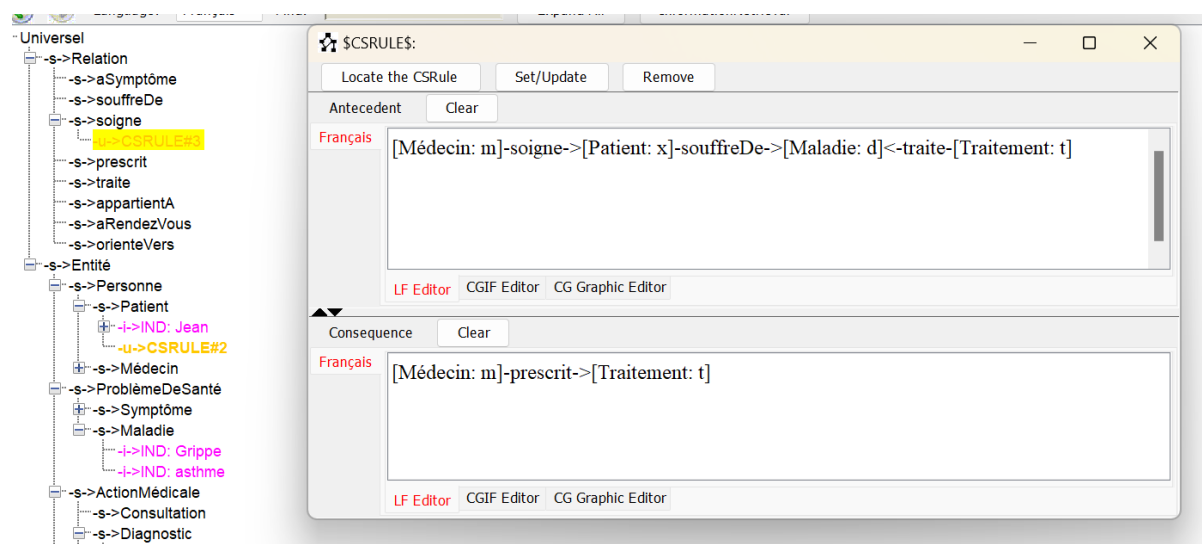 Universel
-s->Relation
-s->aSymptôme
-s->souffreDe
-s->soigne
-u->CSRULE#3
-s->prescrit
-s->traite
-s->appartientA
-s->aRendezVous
-s->orienteVers
-s->Entité
-s->Personne
-s->Patient
-i->IND: Jean
-u->CSRULE#2
-s->Médecin
-s->ProblèmeDeSanté
-s->Symptôme
-s->Maladie
-i->IND: Grippe
-i->IND: asthme
-s->ActionMédicale
-s->Consultation
-s->Diagnostic
$CSRULE$:
Locate the CSRule Set/Update Remove
Antecedent Clear
Français
[Médecin: m]-soigne->[Patient: x]-souffreDe->[Maladie: d]<-traite-[Traitement: t]
LF Editor CGIF Editor CG Graphic Editor
Consequence Clear
Français
[Médecin: m]-prescrit->[Traitement: t]
LF Editor CGIF Editor CG Graphic Editor